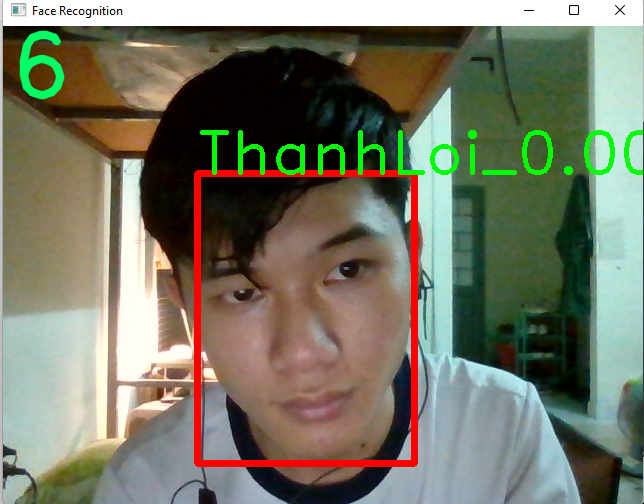 Face Recognition
6
ThanhLoi_0.00